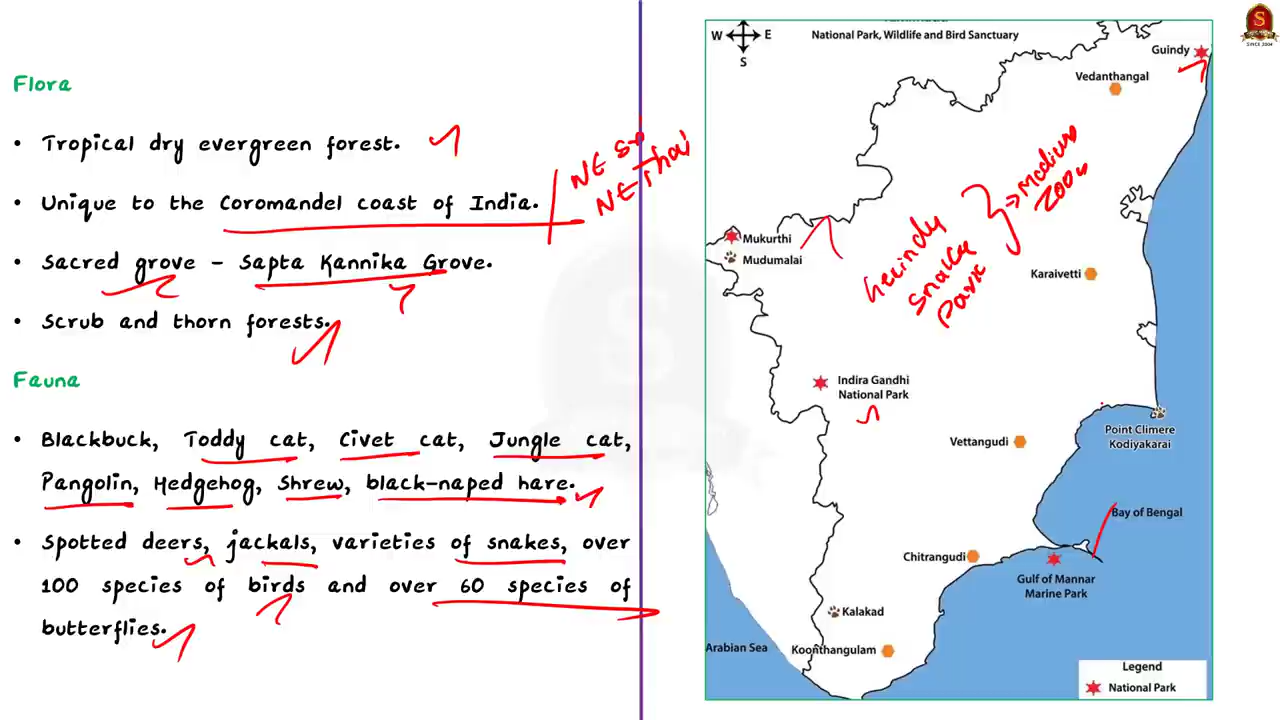 Flora
• Tropical dry evergreen forest.
• Unique to the Coromandel coast of India.
• Sacred grove – Sapta Kannika Grove.
• Scrub and thorn forests.
Fauna
• Blackbuck, Toddy cat, Civet cat, Jungle cat,
Pangolin, Hedgehog, Shrew, black-naped hare.
• Spotted deers, jackals, varieties of snakes, over
100 species of birds and over 60 species of
butterflies.
NE
NE Thai
W E
S
National Park, Wildlife and Bird Sanctuary
Guindy
Vedanthangal
Medium
Zoo
Mukurthi
Mudumalai
Snake
Park
Karaivetti
Indira Gandhi
National Park
Point Climere
Kodiyakarai
Vettangudi
Bay of Bengal
Chitrangudi
Gulf of Mannar
Marine Park
Kalakad
Arabian Sea
Koonthangulam
Legend
National Park
S
SINCE 2004